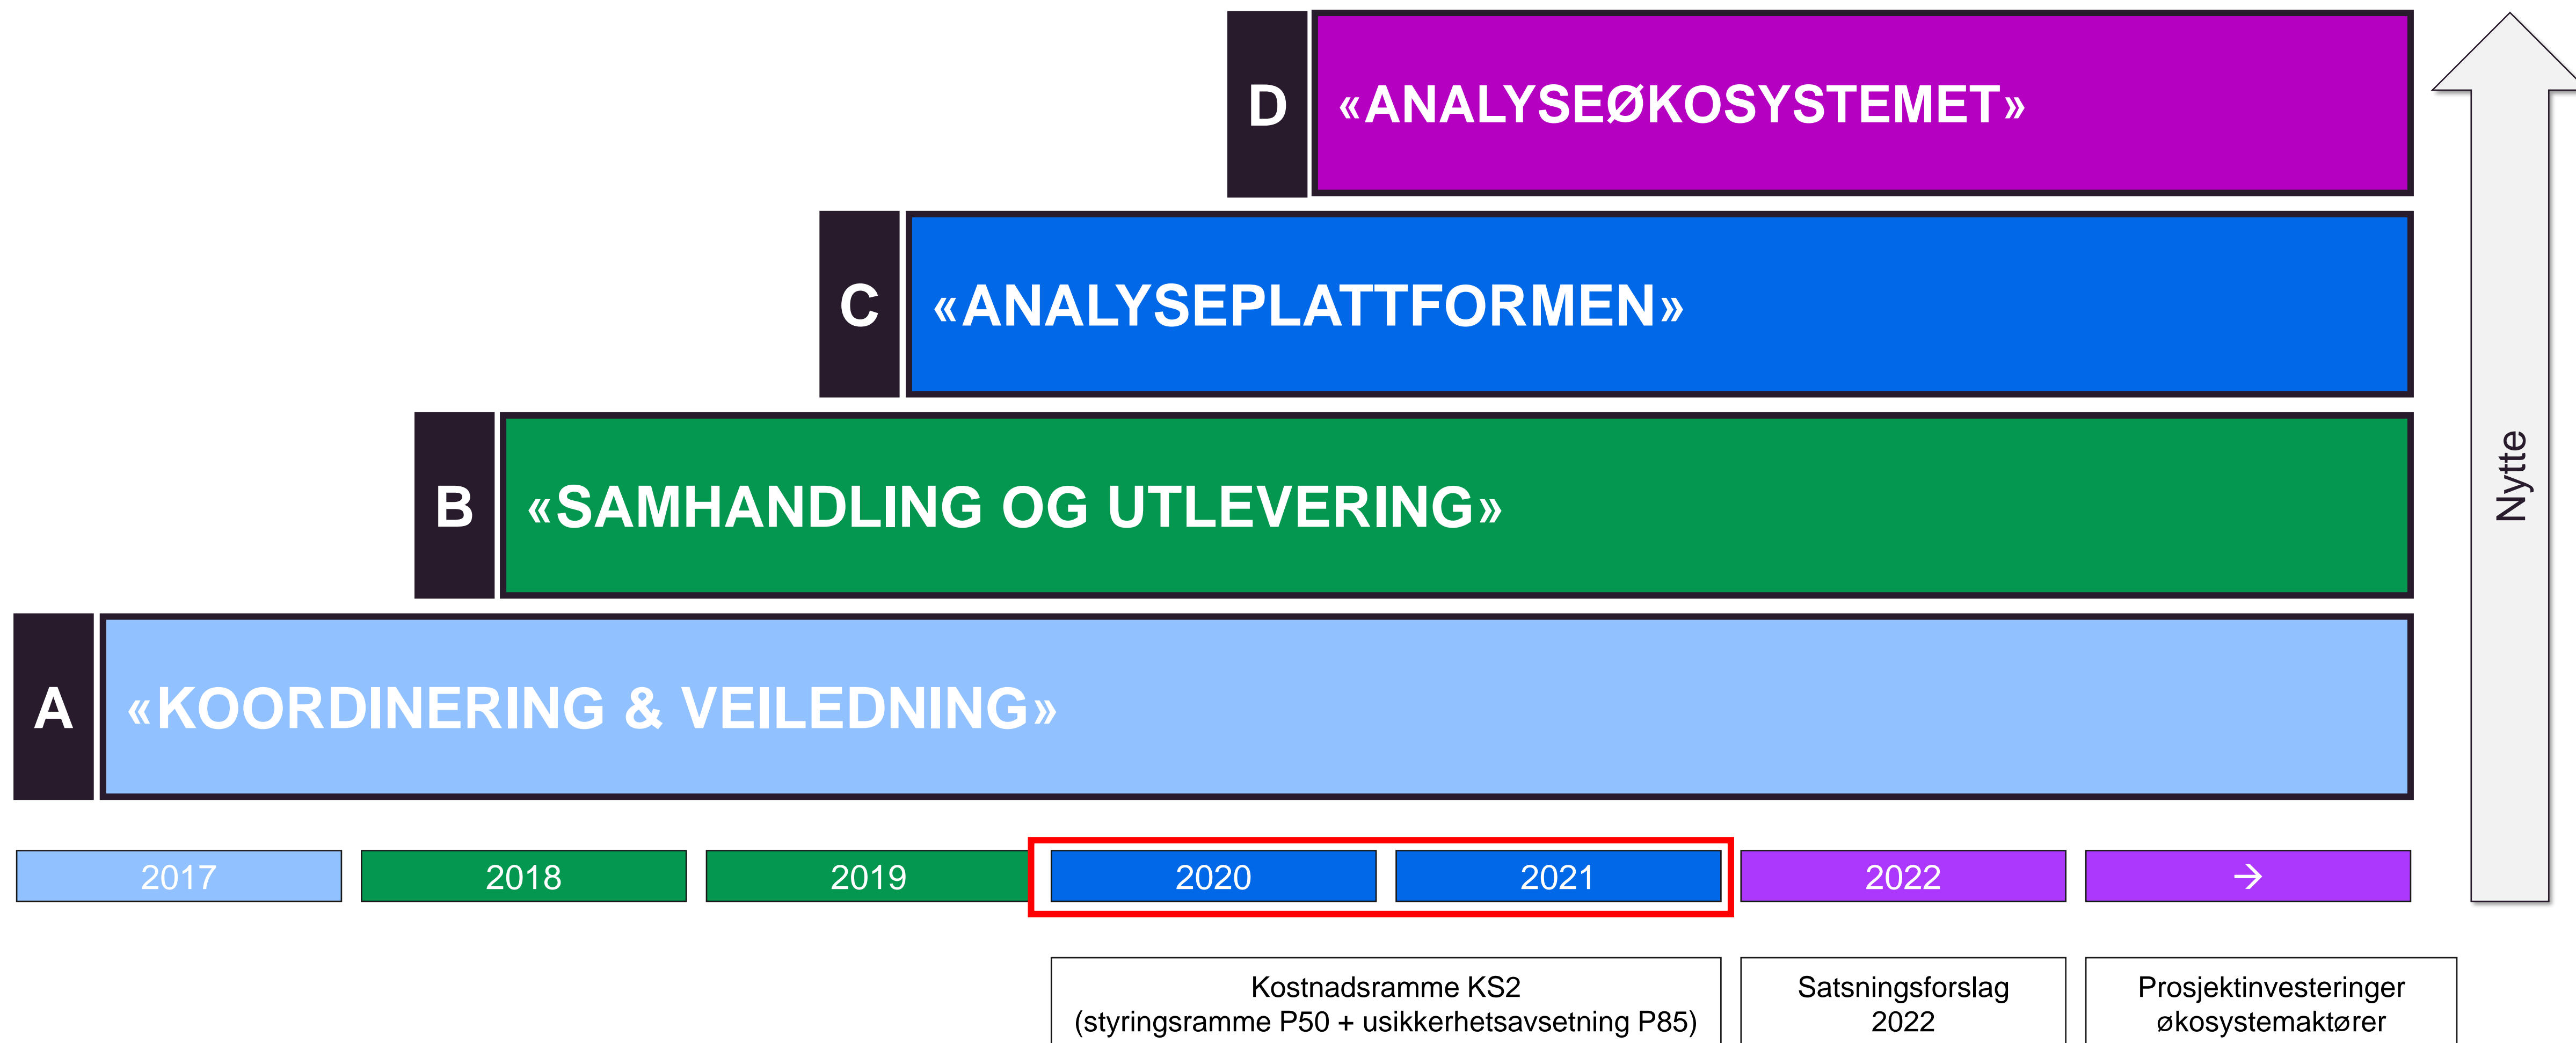 D «ANALYSEØKOSYSTEMET»
C «ANALYSEPLATTFORMEN»
B «SAMHANDLING OG UTLEVERING»
A «KOORDINERING & VEILEDNING»
Nytte
2017 2018 2019 2020 2021 2022 →
Kostnadsramme KS2
(styringsramme P50 + usikkerhetsavsetning P85)
Satsningsforslag
2022
Prosjektinvesteringer
økosystemaktører